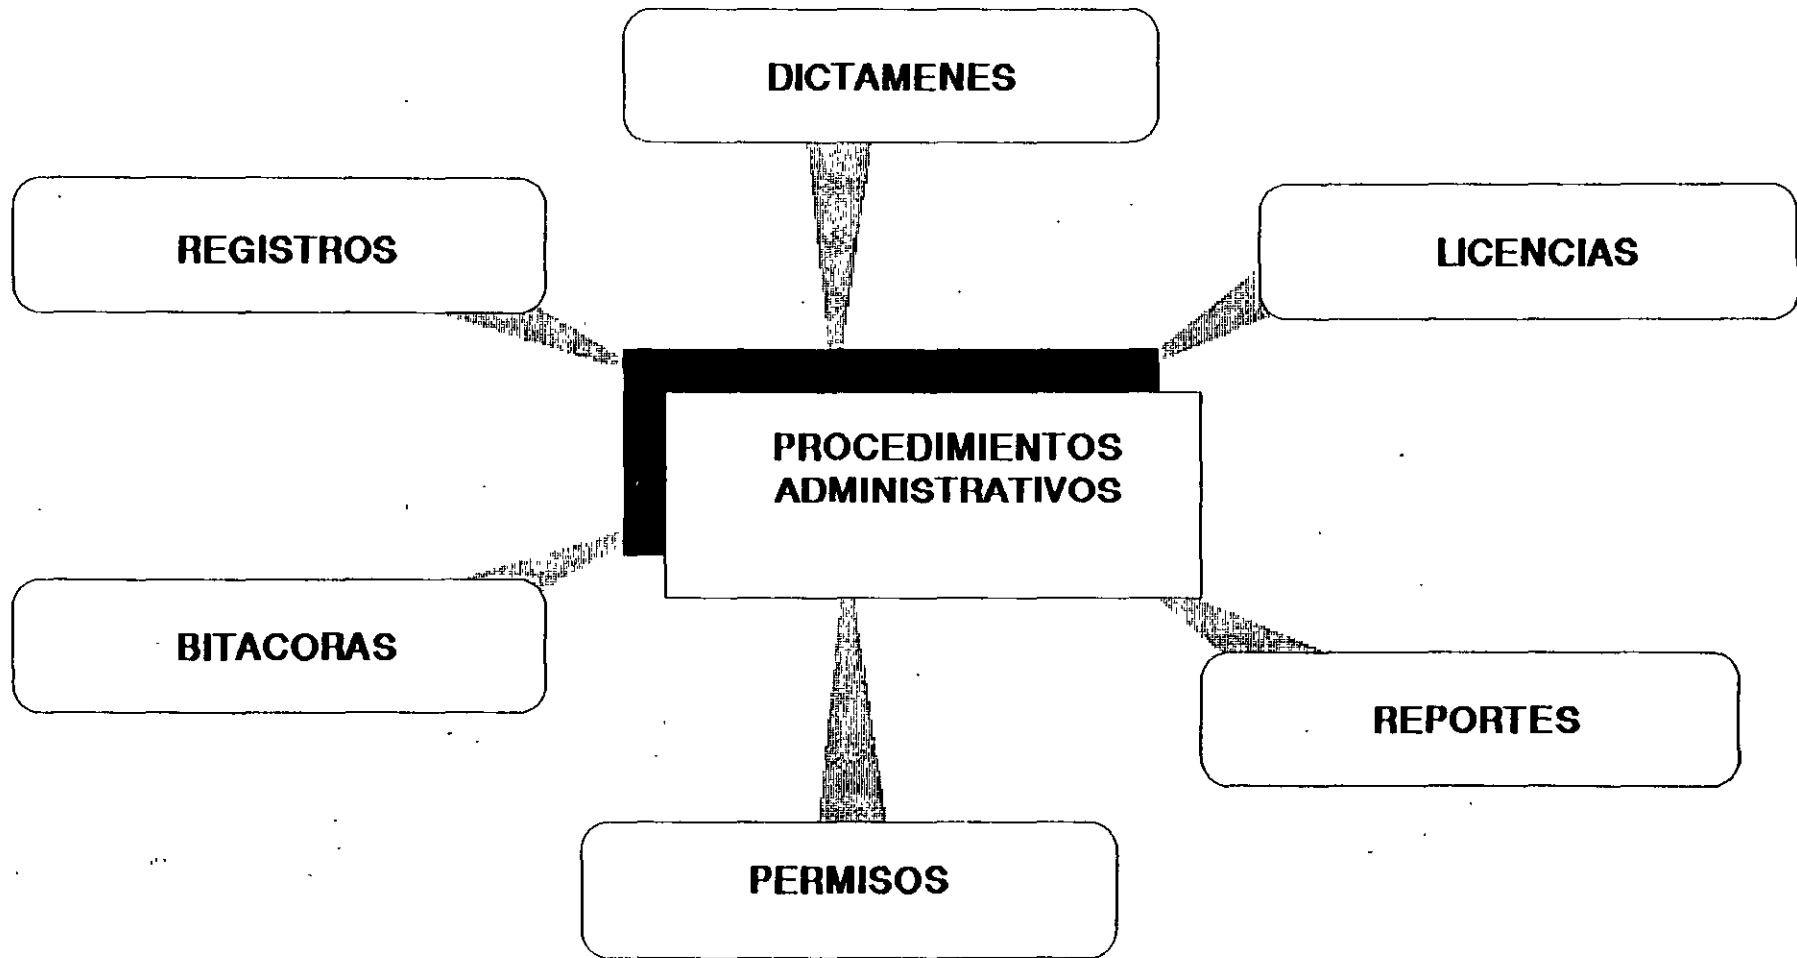 DICTAMENES
REGISTROS
LICENCIAS
PROCEDIMIENTOS
ADMINISTRATIVOS
BITACORAS
REPORTES
PERMISOS